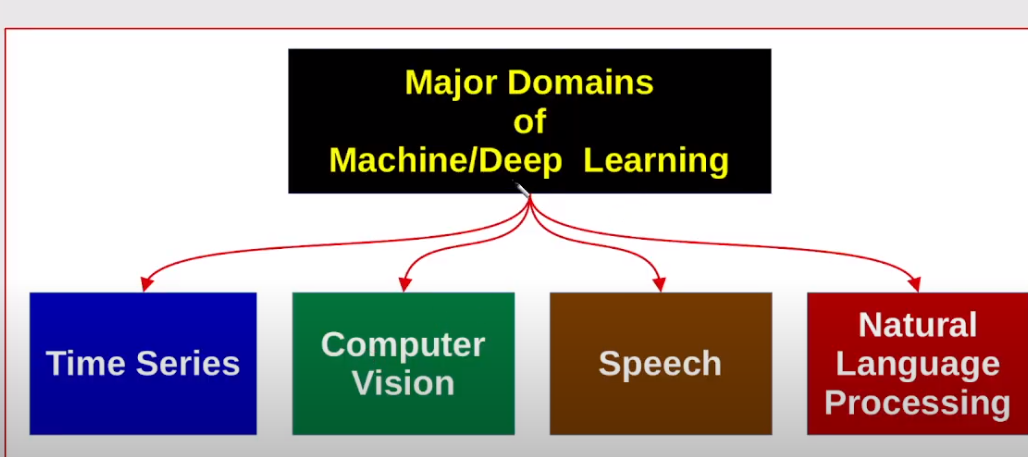 Major Domains
of
Machine/Deep Learning
Time Series
Computer
Vision
Speech
Natural
Language
Processing